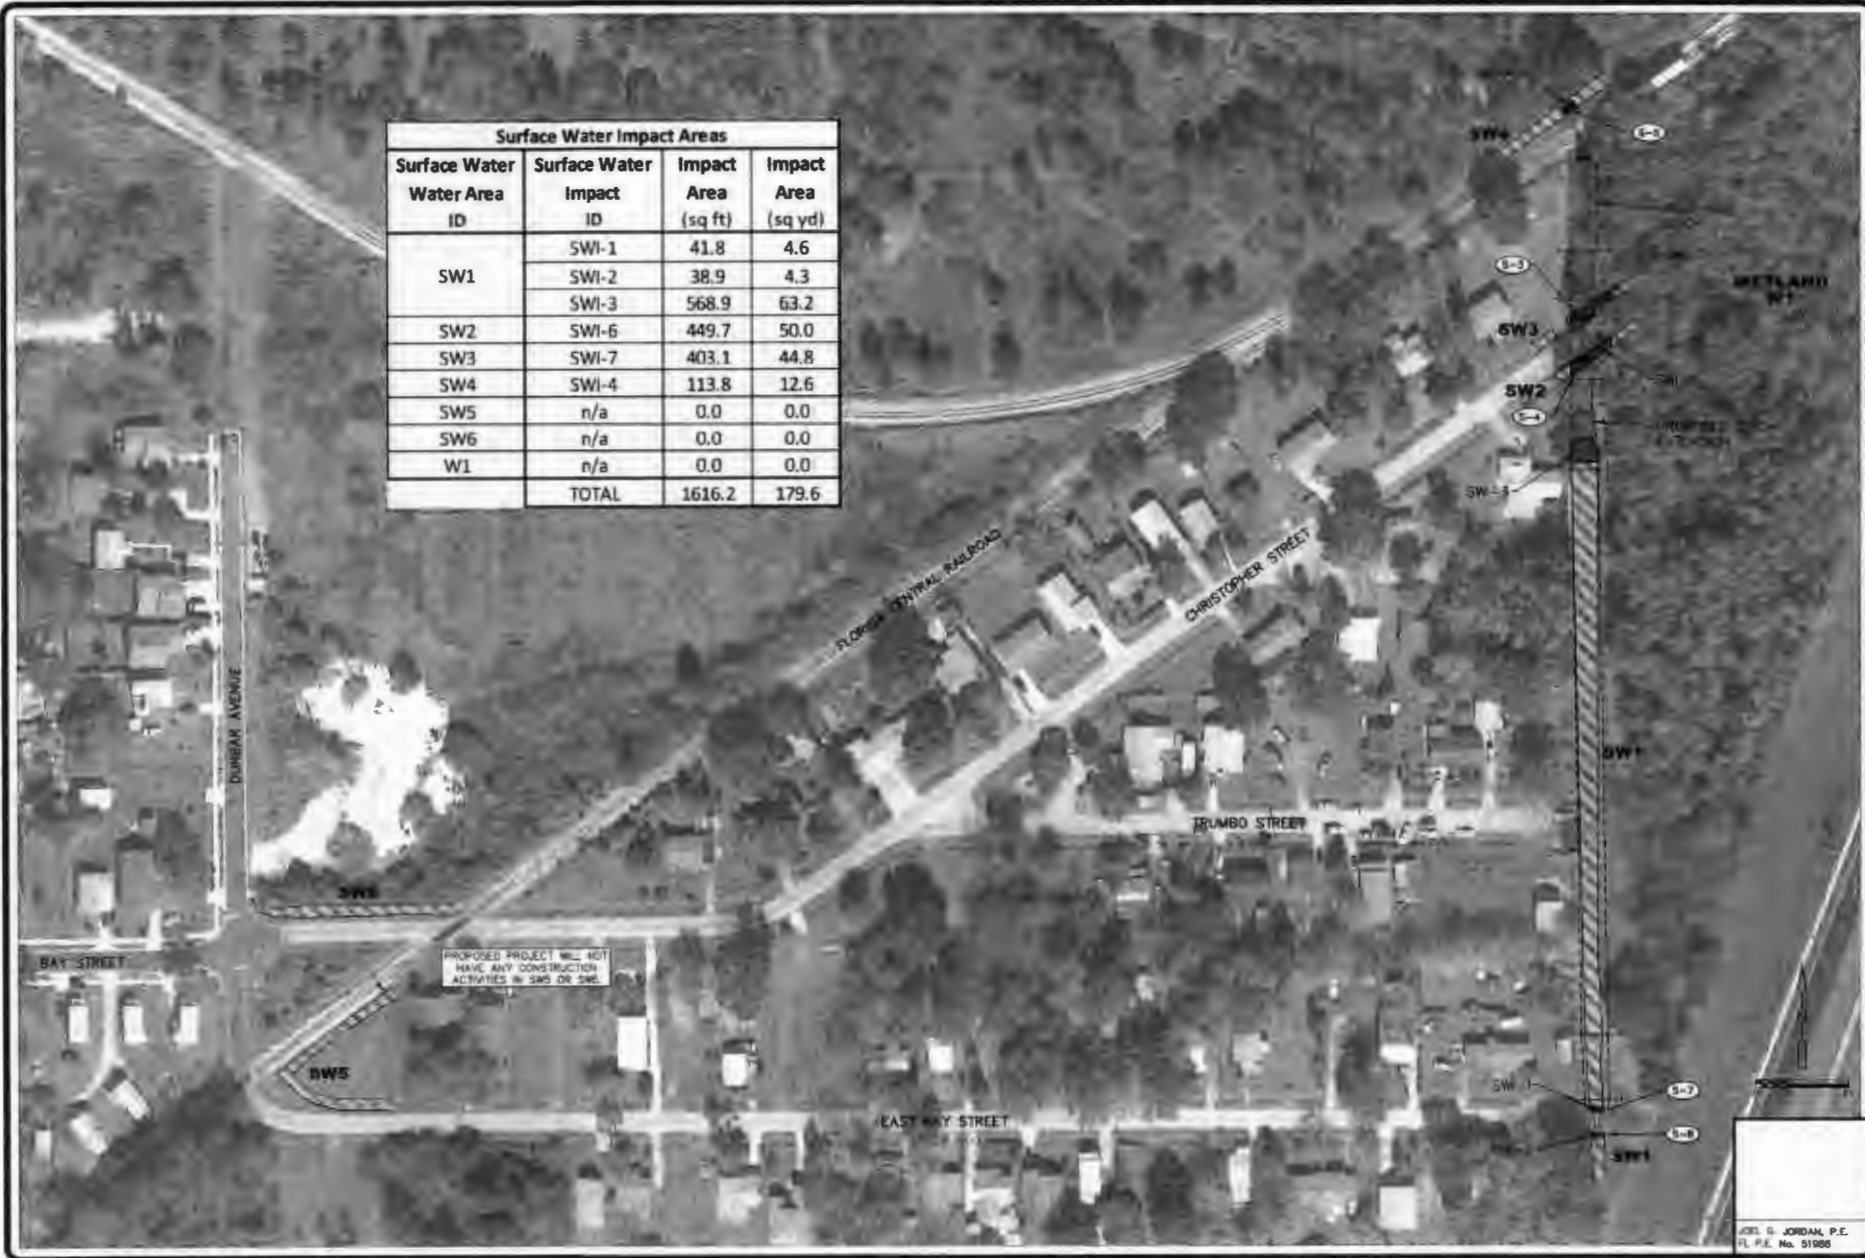 Surface Water Impact Areas
Surface Water Water Area ID | Surface Water Impact ID | Impact Area (sq ft) | Impact Area (sq yd)
SW1 | SWI-1 | 41.8 | 4.6
SWI-2 | 38.9 | 4.3
SWI-3 | 568.9 | 63.2
SW2 | SWI-6 | 449.7 | 50.0
SW3 | SWI-7 | 403.1 | 44.8
SW4 | SWI-4 | 113.8 | 12.6
SW5 | n/a | 0.0 | 0.0
SW6 | n/a | 0.0 | 0.0
W1 | n/a | 0.0 | 0.0
TOTAL | 1616.2 | 179.6
SW4
S-5
S-3
WETLAND
W1
SW3
SW2
S-4
FLORIDA CENTRAL RAILROAD
CHRISTOPHER STREET
DUNBAR AVENUE
SW1
TRUMBO STREET
SW6
BAY STREET
PROPOSED PROJECT WILL NOT
HAVE ANY CONSTRUCTION
ACTIVITIES IN SW5 OR SW6.
SW5
S-7
EAST BAY STREET
S-8
SW1
JOEL G. JORDAN, P.E.
FL P.E. No. 51988